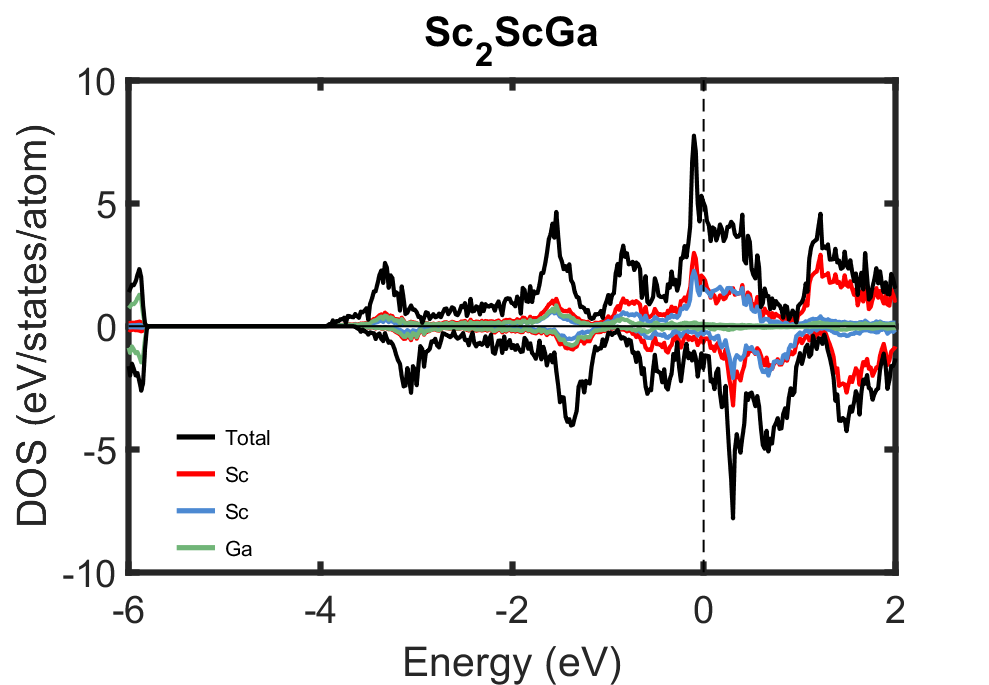 Sc₂ScGa
10
5
0
-5
-10
DOS (eV/states/atom)
Total
Sc
Sc
Ga
-6 -4 -2 0 2
Energy (eV)